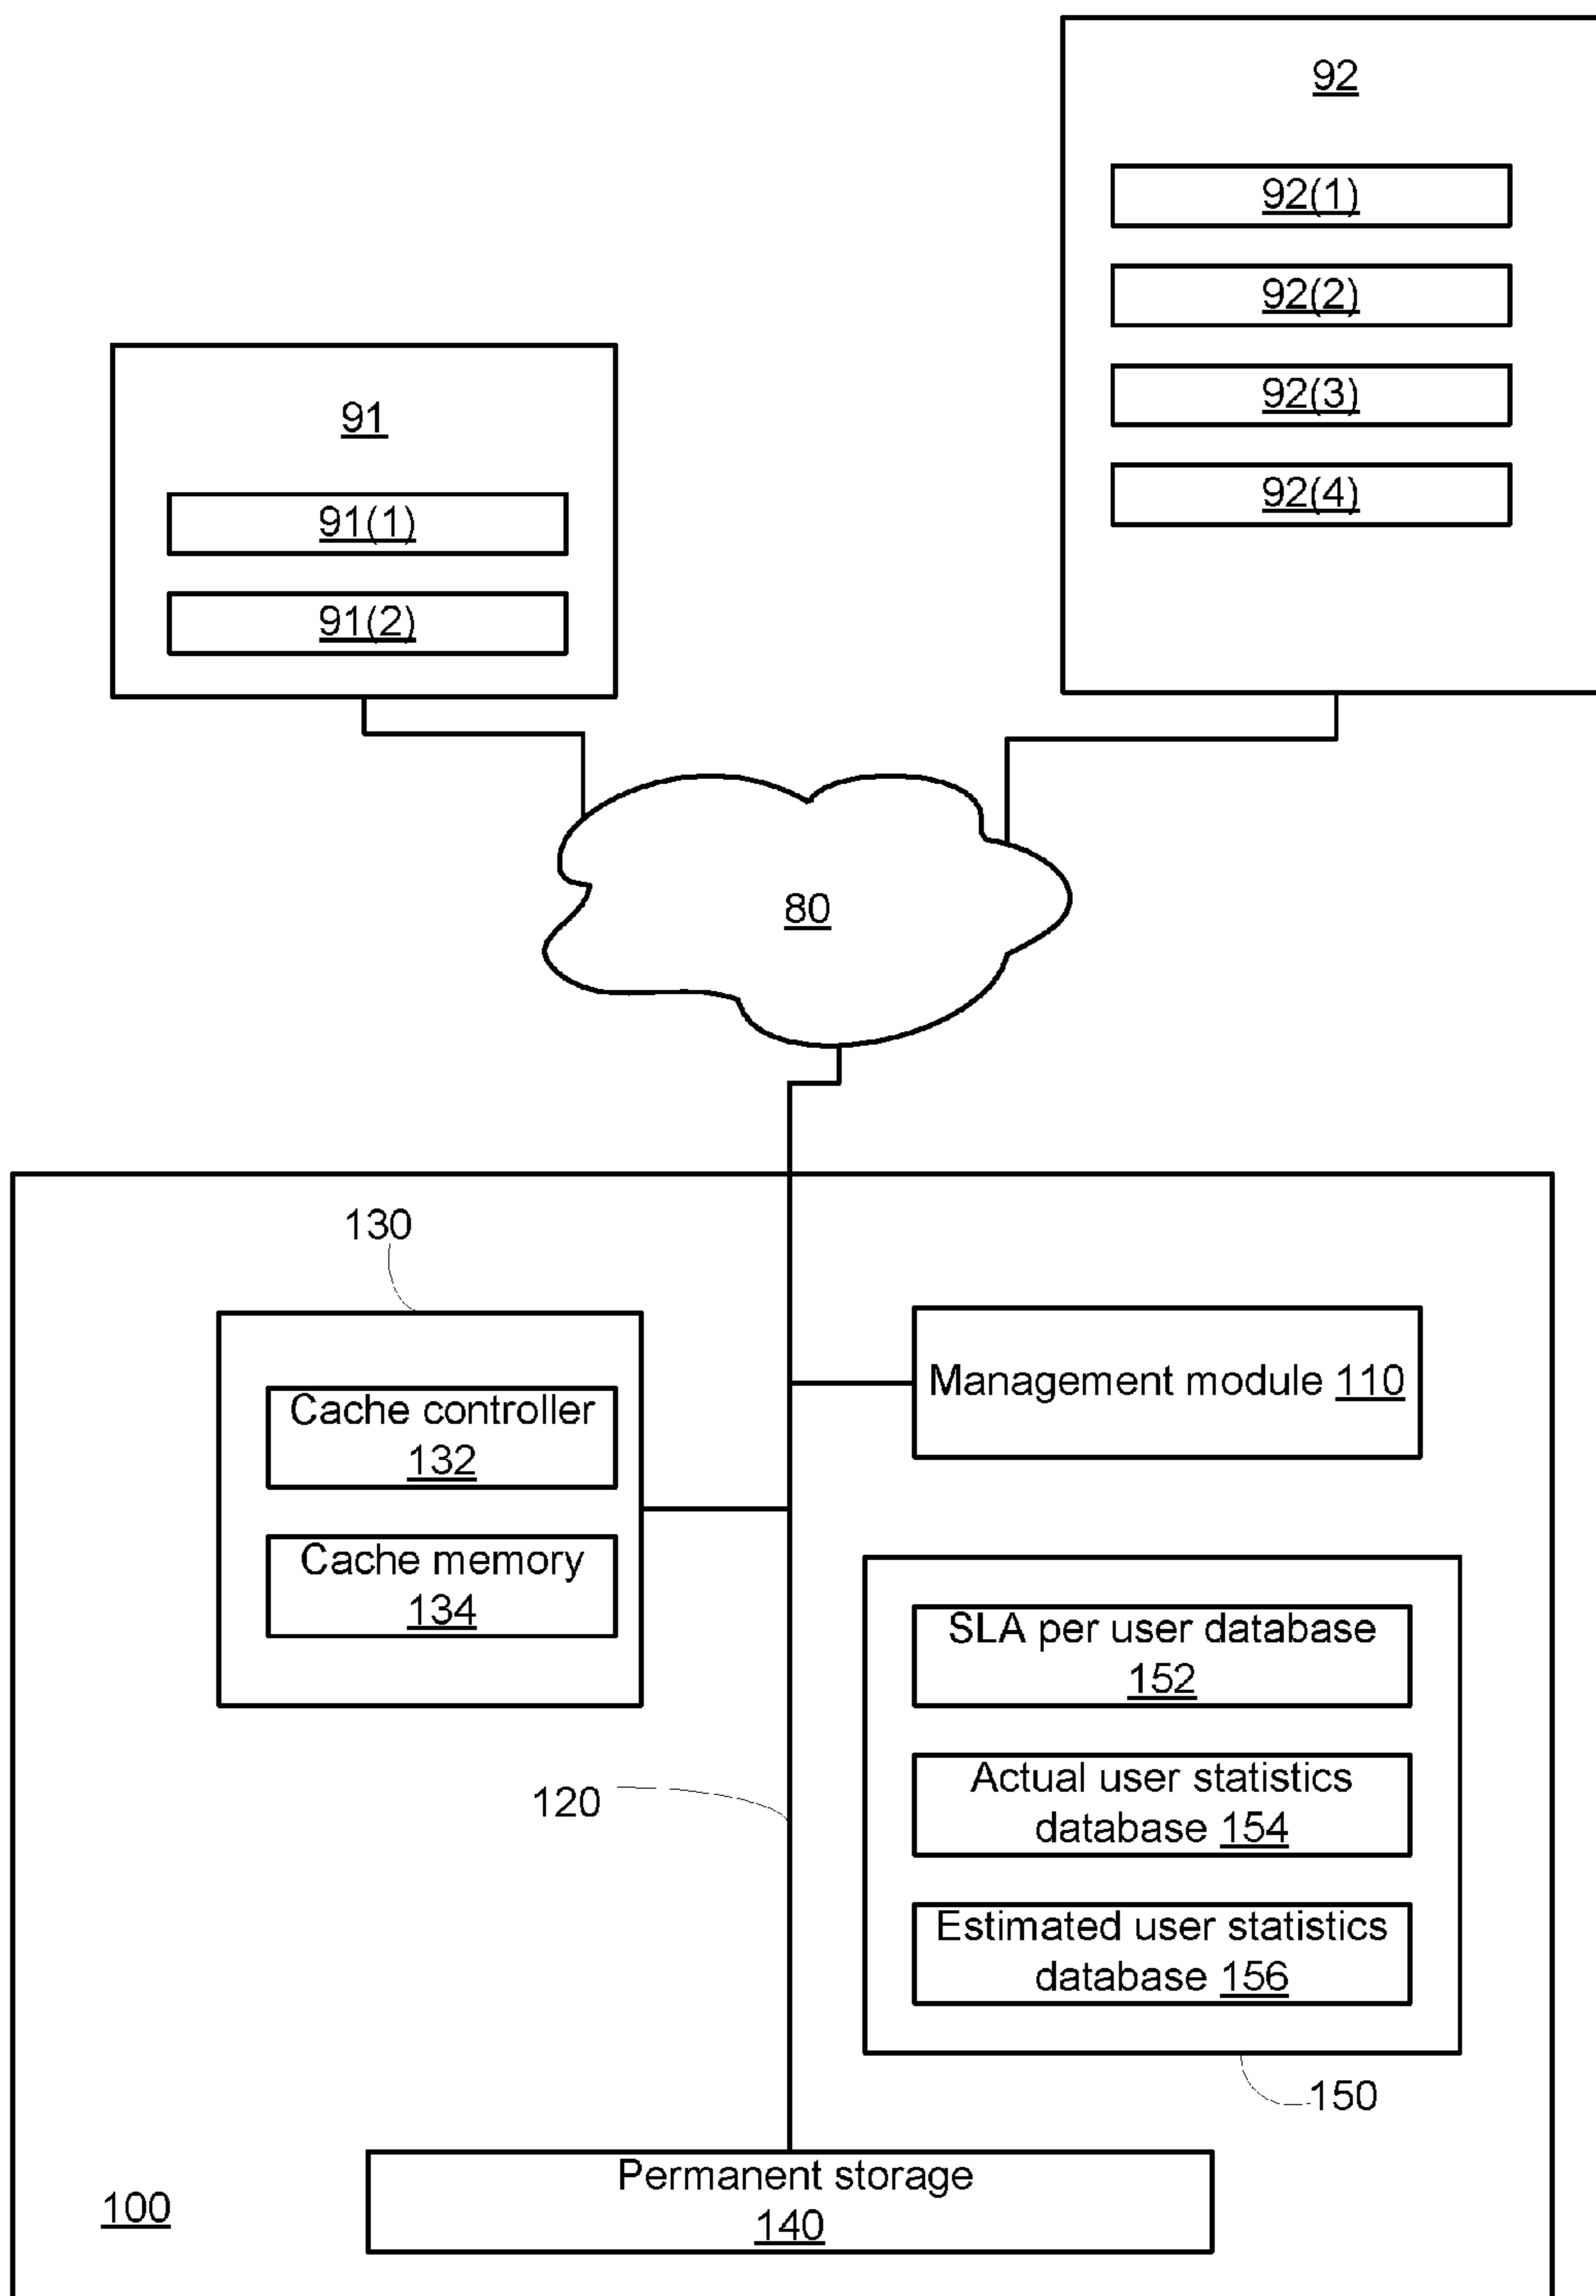 92
92(1)
92(2)
92(3)
92(4)
91
91(1)
91(2)
80
130
Cache controller
132
Cache memory
134
Management module 110
SLA per user database
152
Actual user statistics
database 154
Estimated user statistics
database 156
120
150
Permanent storage
140
100